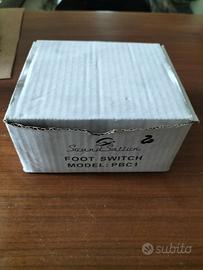 SoundSation
FOOT SWITCH
MODEL: PBC1
subito